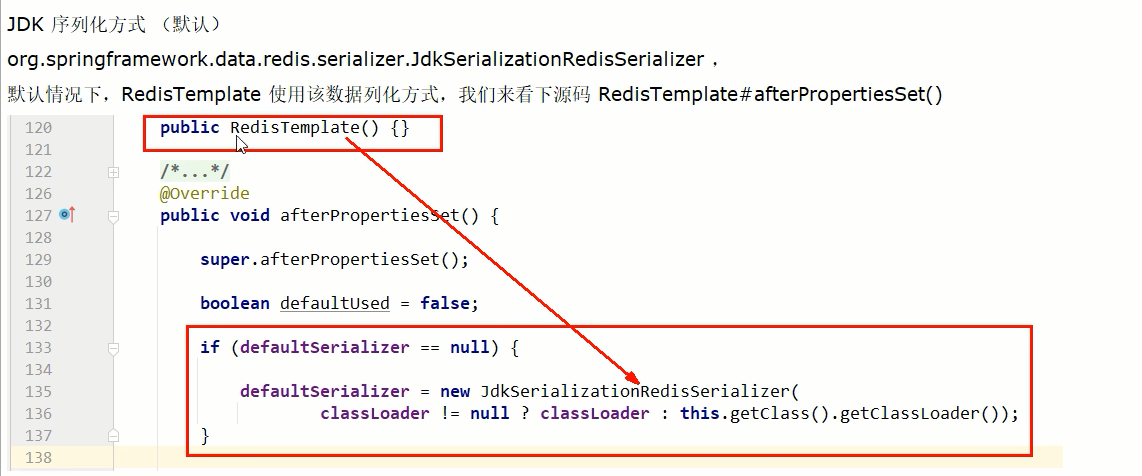 JDK 序列化方式 （默认）
org.springframework.data.redis.serializer.JdkSerializationRedisSerializer ，
默认情况下，RedisTemplate 使用该数据列化方式，我们来看下源码 RedisTemplate#afterPropertiesSet()
120 public RedisTemplate() {}
121
122 /*...*/
126 @Override
127 public void afterPropertiesSet() {
128
129 super.afterPropertiesSet();
130
131 boolean defaultUsed = false;
132
133 if (defaultSerializer == null) {
134
135 defaultSerializer = new JdkSerializationRedisSerializer(
136 classLoader != null ? classLoader : this.getClass().getClassLoader());
137 }
138